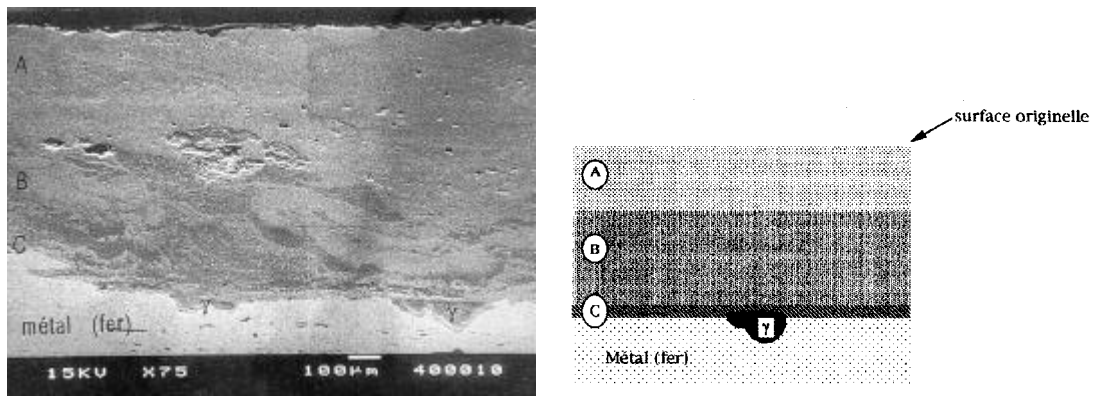 A
B
C
γ
γ
métal (fer)
15KV X75 100µm 400010
surface originelle
A
B
C
γ
Métal (fer)